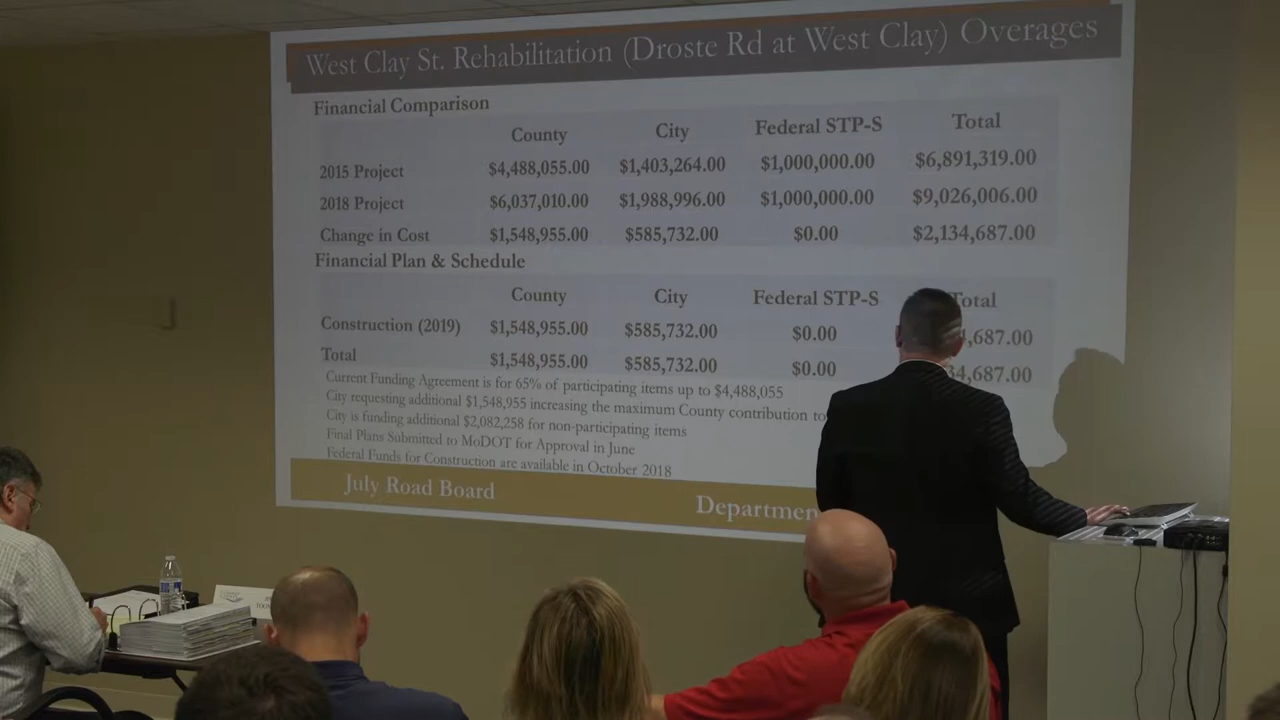 West Clay St. Rehabilitation (Droste Rd at West Clay) Overages
Financial Comparison
County City Federal STP-S Total
2015 Project $4,488,055.00 $1,403,264.00 $1,000,000.00 $6,891,319.00
2018 Project $6,037,010.00 $1,988,996.00 $1,000,000.00 $9,026,006.00
Change in Cost $1,548,955.00 $585,732.00 $0.00 $2,134,687.00
Financial Plan & Schedule
County City Federal STP-S Total
Construction (2019) $1,548,955.00 $585,732.00 $0.00 ,687.00
Total $1,548,955.00 $585,732.00 $0.00 34,687.00
Current Funding Agreement is for 65% of participating items up to $4,488,055
City requesting additional $1,548,955 increasing the maximum County contribution to
City is funding additional $2,082,258 for non-participating items
Final Plans Submitted to MoDOT for Approval in June
Federal Funds for Construction are available in October 2018
July Road Board Departmen